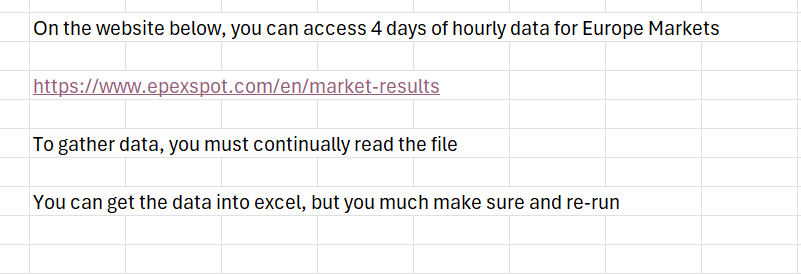 On the website below, you can access 4 days of hourly data for Europe Markets
https://www.epexspot.com/en/market-results
To gather data, you must continually read the file
You can get the data into excel, but you much make sure and re-run